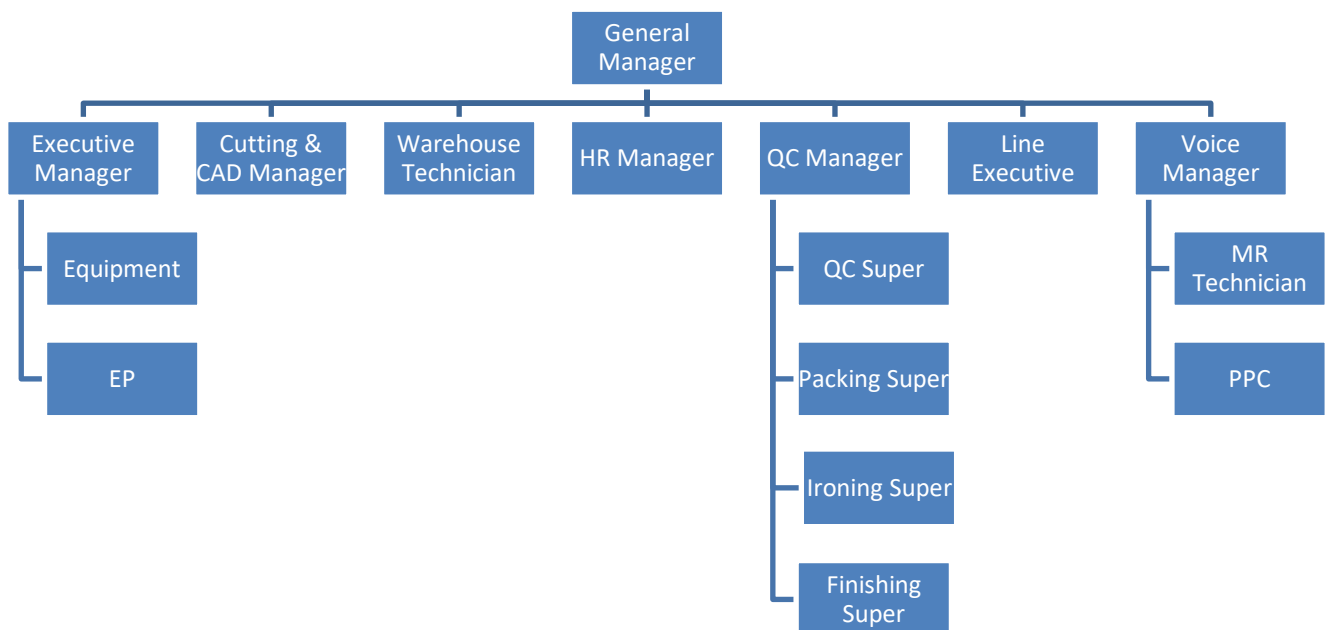 General
Manager
Executive
Manager
Cutting &
CAD Manager
Warehouse
Technician
HR Manager
QC Manager
Line
Executive
Voice
Manager
Equipment
EP
QC Super
Packing Super
Ironing Super
Finishing
Super
MR
Technician
PPC